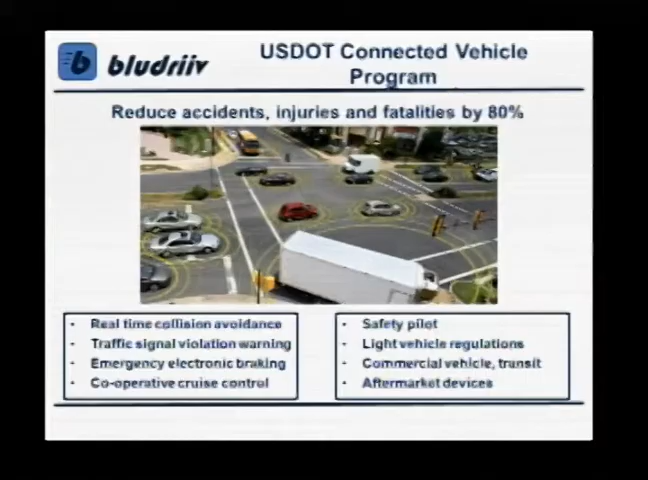 bludriiv
USDOT Connected Vehicle
Program
Reduce accidents, injuries and fatalities by 80%
• Real time collision avoidance
• Traffic signal violation warning
• Emergency electronic braking
• Co-operative cruise control
• Safety pilot
• Light vehicle regulations
• Commercial vehicle, transit
• Aftermarket devices